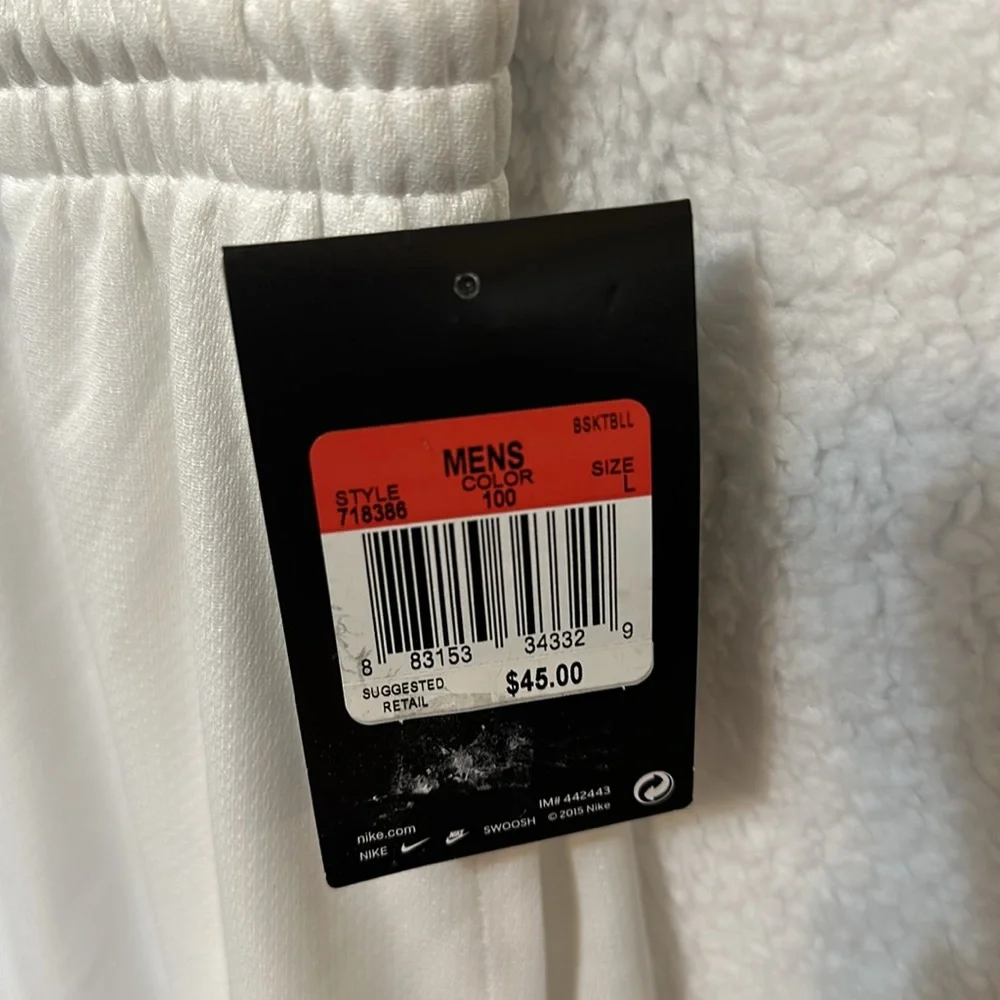 BSKTBLL
MENS
STYLE COLOR SIZE
718386 100 L
8 83153 34332 9
SUGGESTED
RETAIL
$45.00
IM# 442443
nike.com
NIKE SWOOSH © 2015 Nike